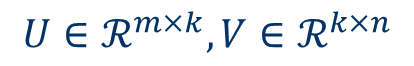 U ∈ ℛ^{m×k}, V ∈ ℛ^{k×n}